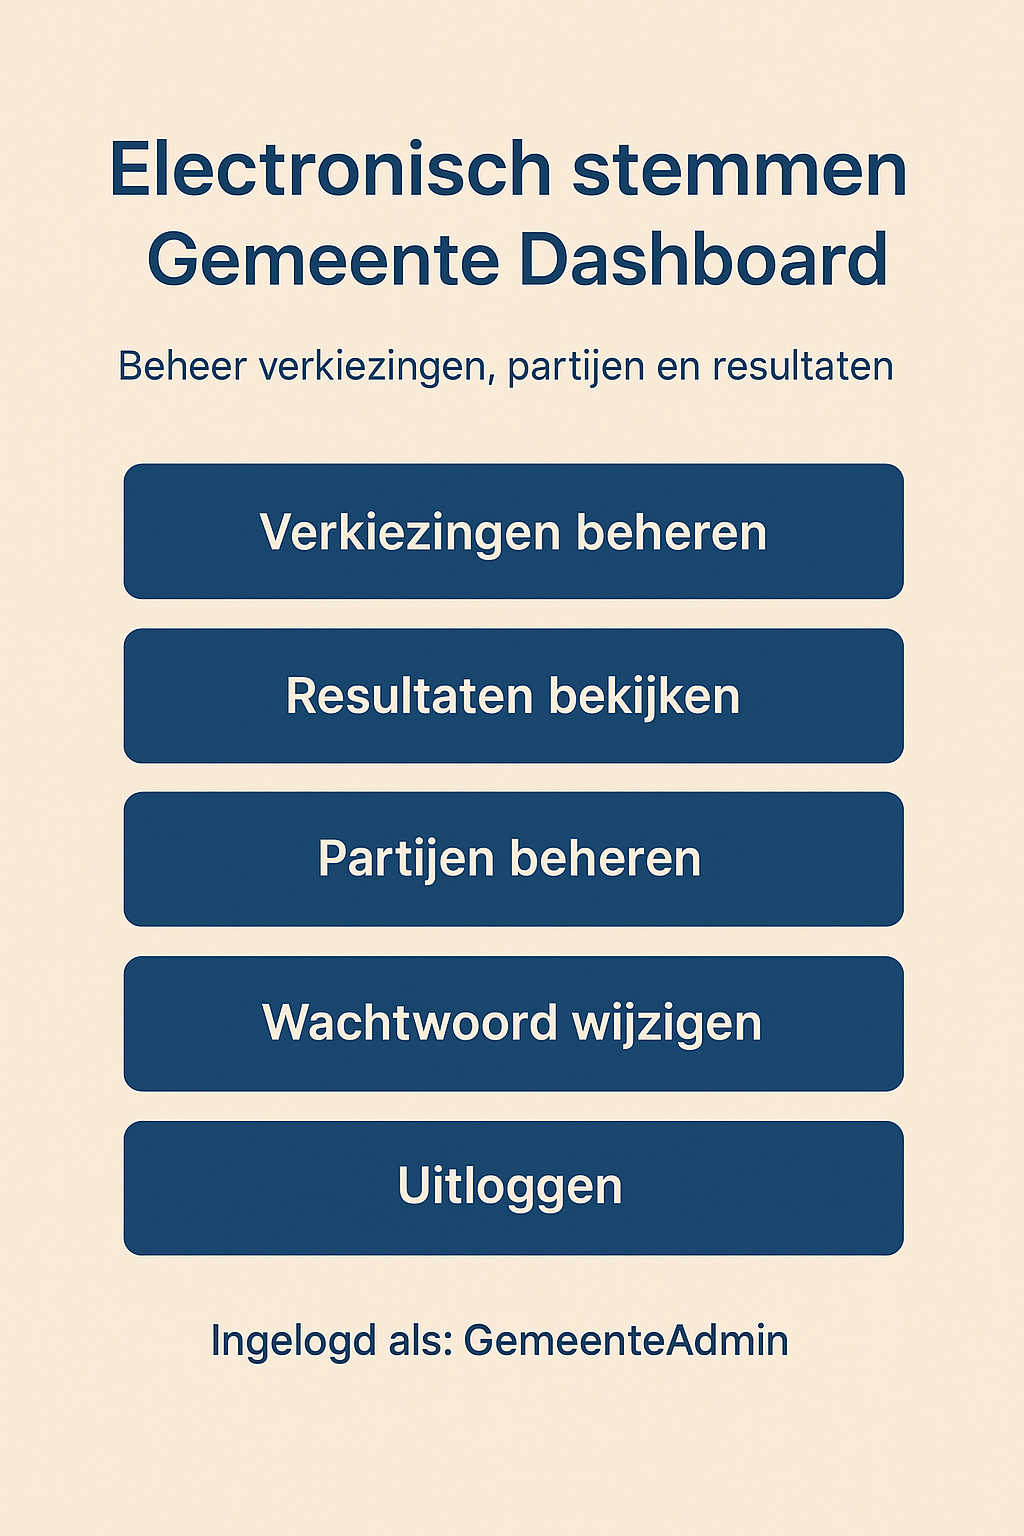 Electronisch stemmen
Gemeente Dashboard
Beheer verkiezingen, partijen en resultaten
Verkiezingen beheren
Resultaten bekijken
Partijen beheren
Wachtwoord wijzigen
Uitloggen
Ingelogd als: GemeenteAdmin